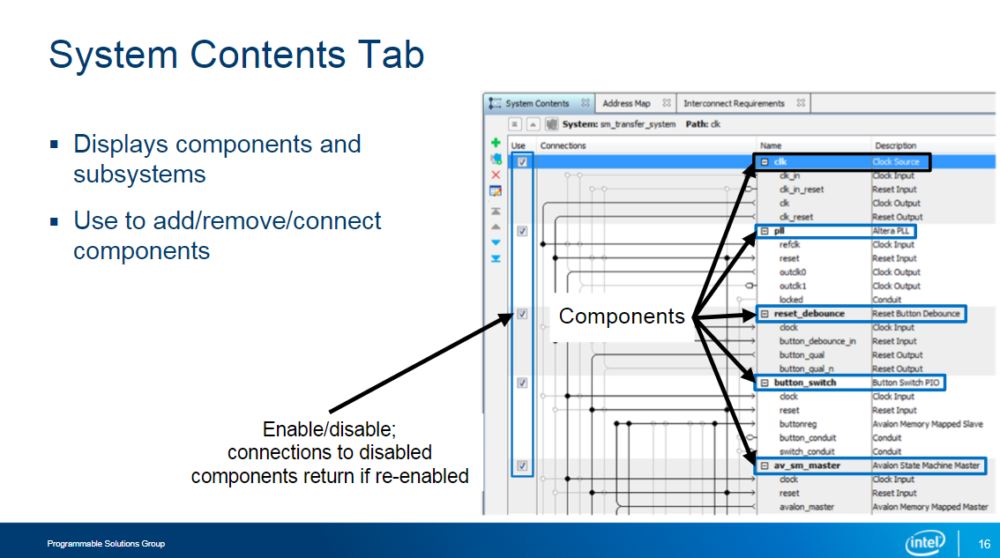 System Contents Tab
▪ Displays components and
subsystems
▪ Use to add/remove/connect
components
System Contents
Address Map
Interconnect Requirements
System: sm_transfer_system Path: clk
Use Connections Name Description
clk Clock Source
clk_in Clock Input
clk_in_reset Reset Input
clk Clock Output
clk_reset Reset Output
pll Altera PLL
refclk Clock Input
reset Reset Input
outclk0 Clock Output
outclk1 Clock Output
locked Conduit
Components
reset_debounce Reset Button Debounce
clock Clock Input
button_debounce_in Reset Input
button_qual Reset Output
button_qual_n Reset Output
button_switch Button Switch PIO
clock Clock Input
reset Reset Input
buttonreg Avalon Memory Mapped Slave
button_conduit Conduit
switch_conduit Conduit
av_sm_master Avalon State Machine Master
clock Clock Input
reset Reset Input
avalon_master Avalon Memory Mapped Master
Enable/disable;
connections to disabled
components return if re-enabled
Programmable Solutions Group
intel
16